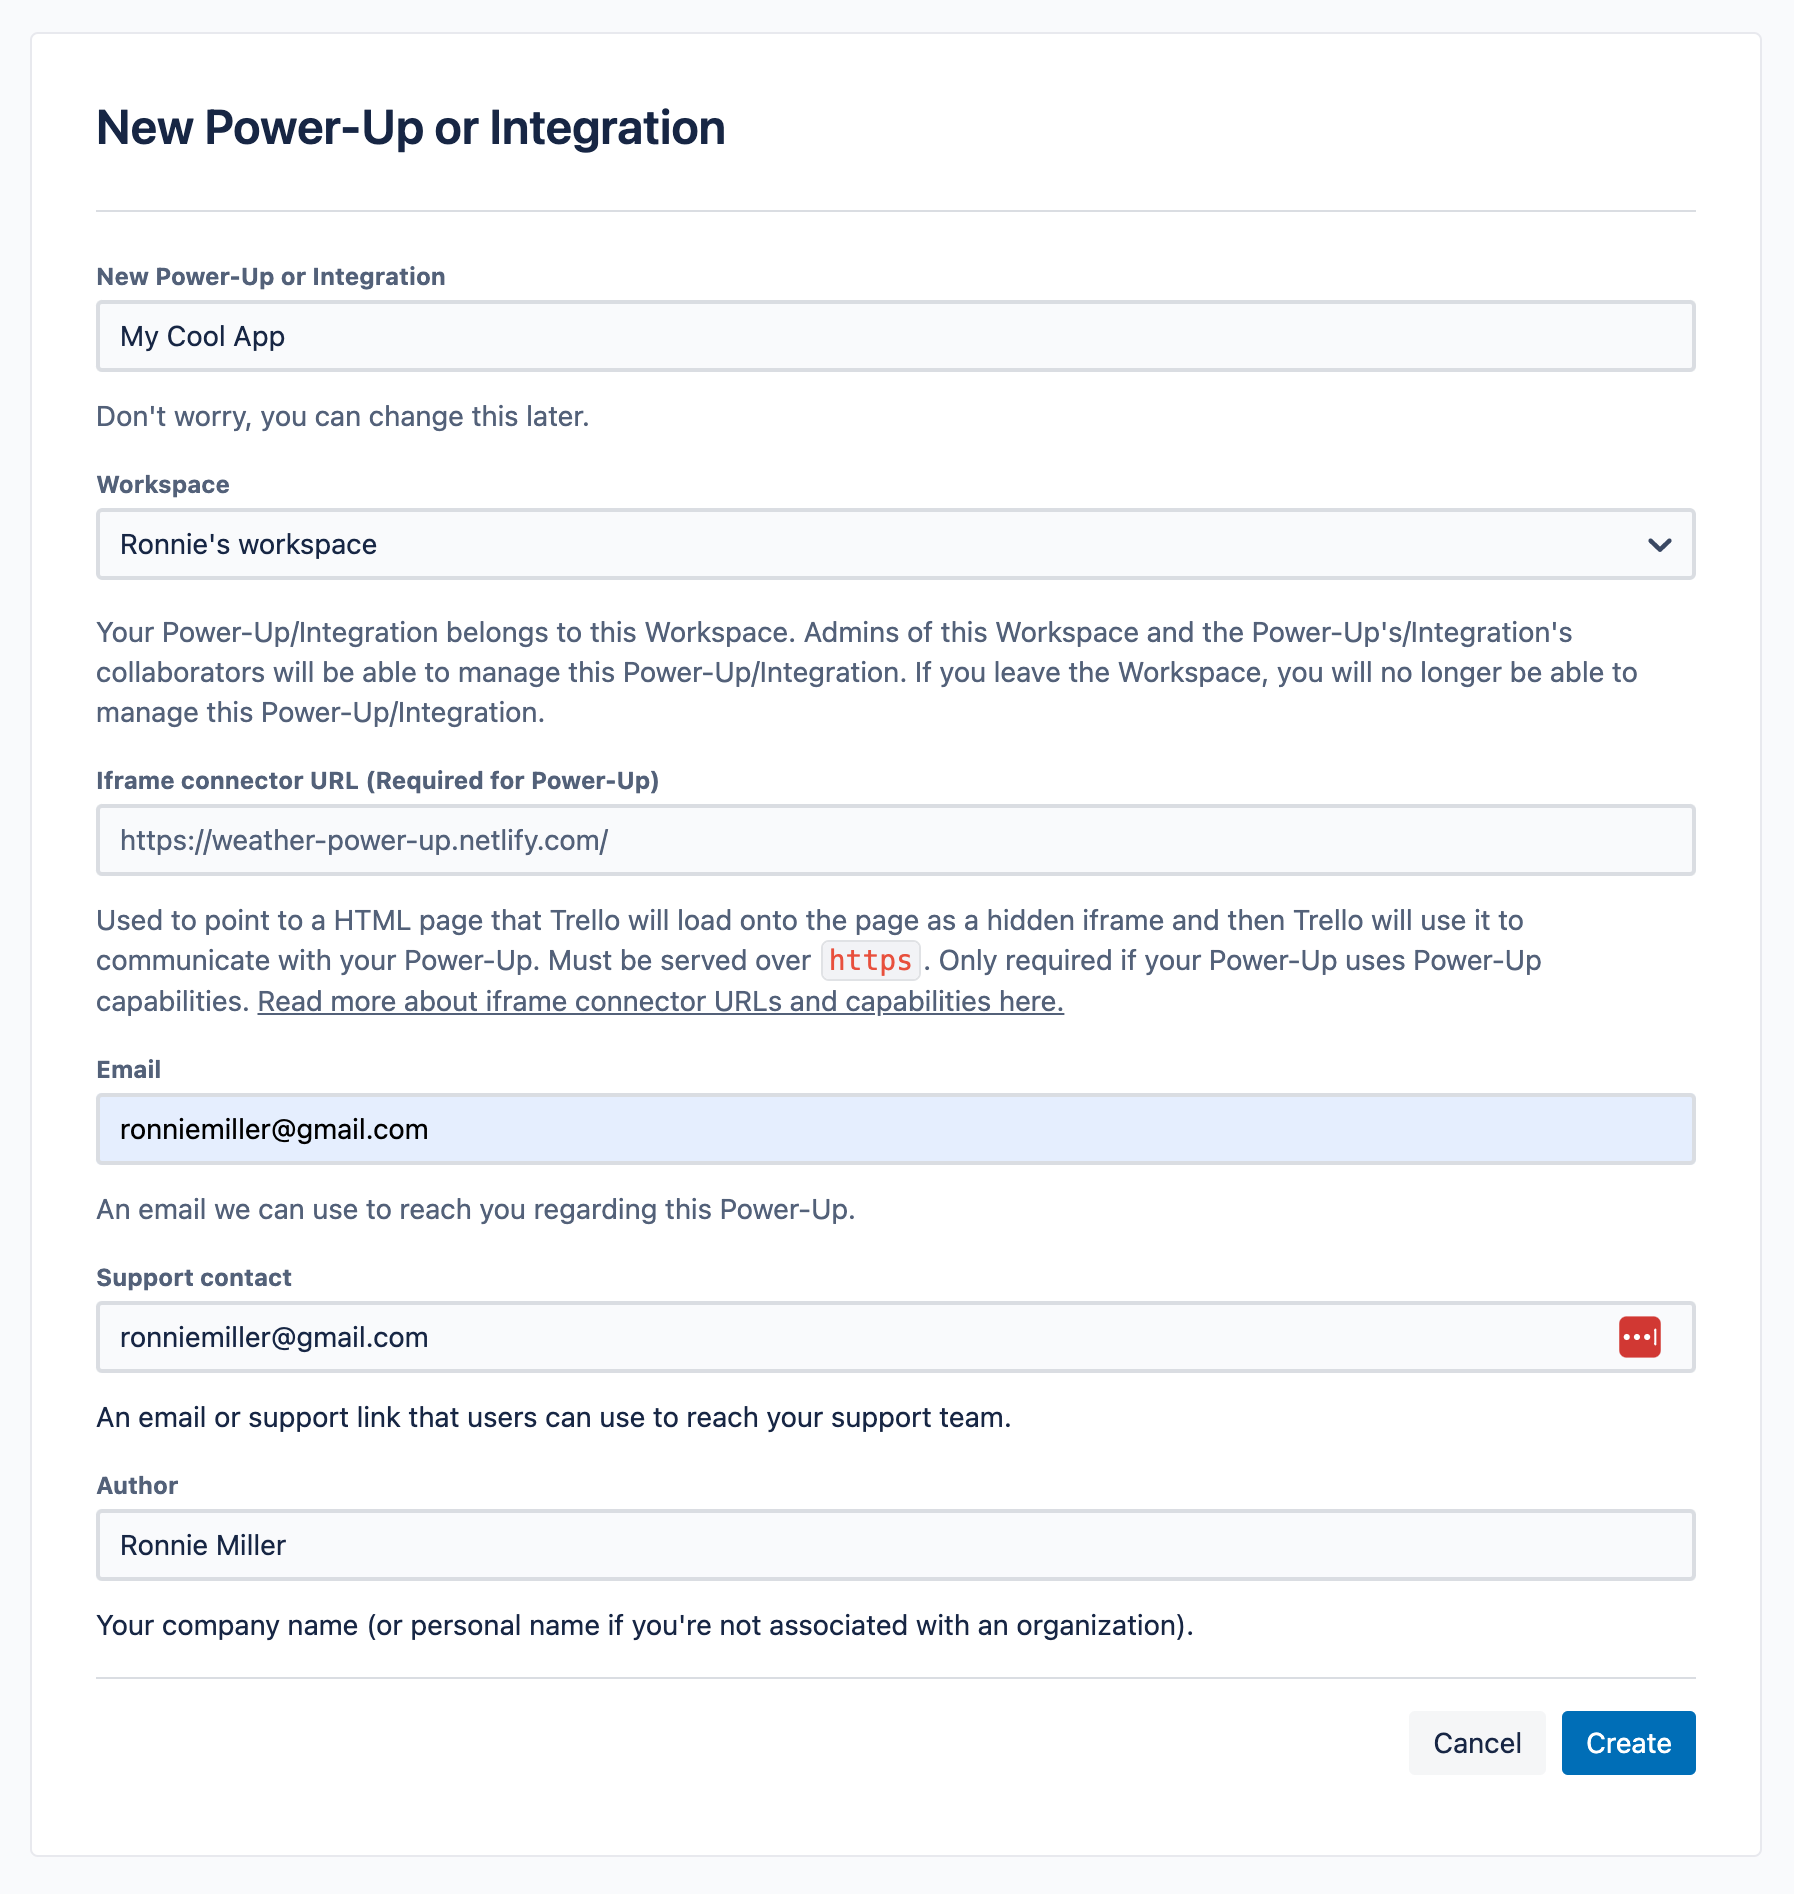 New Power-Up or Integration
New Power-Up or Integration
My Cool App
Don't worry, you can change this later.
Workspace
Ronnie's workspace
Your Power-Up/Integration belongs to this Workspace. Admins of this Workspace and the Power-Up's/Integration's
collaborators will be able to manage this Power-Up/Integration. If you leave the Workspace, you will no longer be able to
manage this Power-Up/Integration.
Iframe connector URL (Required for Power-Up)
https://weather-power-up.netlify.com/
Used to point to a HTML page that Trello will load onto the page as a hidden iframe and then Trello will use it to
communicate with your Power-Up. Must be served over https. Only required if your Power-Up uses Power-Up
capabilities. Read more about iframe connector URLs and capabilities here.
Email
ronniemiller@gmail.com
An email we can use to reach you regarding this Power-Up.
Support contact
ronniemiller@gmail.com
An email or support link that users can use to reach your support team.
Author
Ronnie Miller
Your company name (or personal name if you're not associated with an organization).
Cancel Create